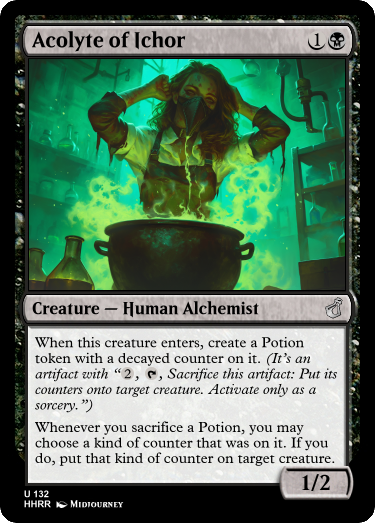 Acolyte of Ichor 1
Creature — Human Alchemist
When this creature enters, create a Potion
token with a decayed counter on it. (It's an
artifact with “2, , Sacrifice this artifact: Put its
counters onto target creature. Activate only as a
sorcery.”)
Whenever you sacrifice a Potion, you may
choose a kind of counter that was on it. If you
do, put that kind of counter on target creature.
1/2
U 132
HHRR Midjourney